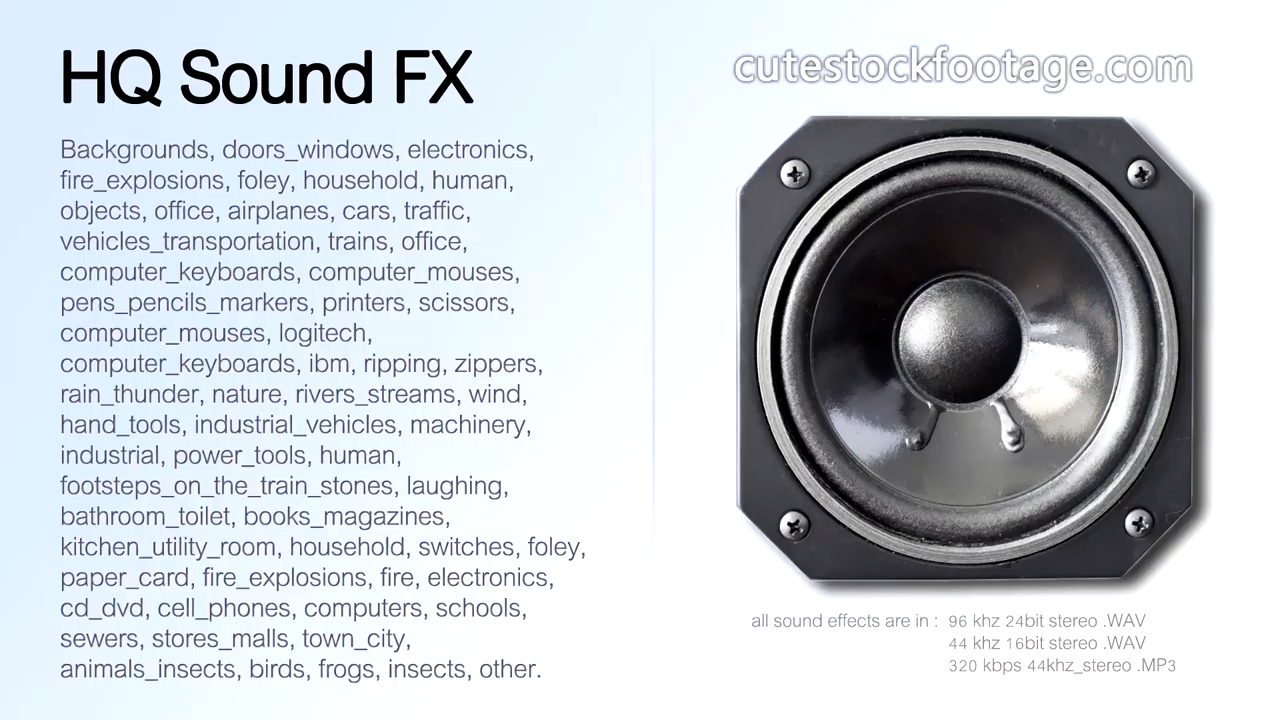 HQ Sound FX
Backgrounds, doors_windows, electronics,
fire_explosions, foley, household, human,
objects, office, airplanes, cars, traffic,
vehicles_transportation, trains, office,
computer_keyboards, computer_mouses,
pens_pencils_markers, printers, scissors,
computer_mouses, logitech,
computer_keyboards, ibm, ripping, zippers,
rain_thunder, nature, rivers_streams, wind,
hand_tools, industrial_vehicles, machinery,
industrial, power_tools, human,
footsteps_on_the_train_stones, laughing,
bathroom_toilet, books_magazines,
kitchen_utility_room, household, switches, foley,
paper_card, fire_explosions, fire, electronics,
cd_dvd, cell_phones, computers, schools,
sewers, stores_malls, town_city,
animals_insects, birds, frogs, insects, other.
cutestockfootage.com
all sound effects are in : 96 khz 24bit stereo .WAV
44 khz 16bit stereo .WAV
320 kbps 44khz_stereo .MP3